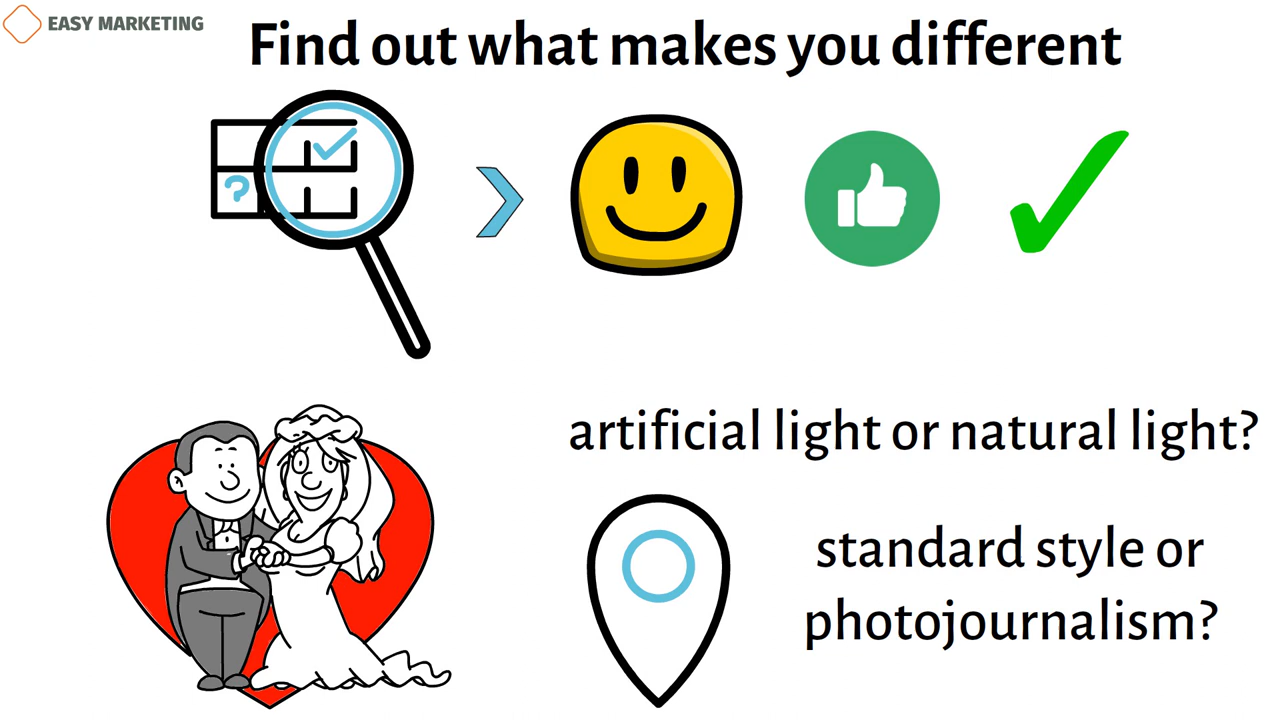 EASY MARKETING
Find out what makes you different
?
artificial light or natural light?
standard style or
photojournalism?